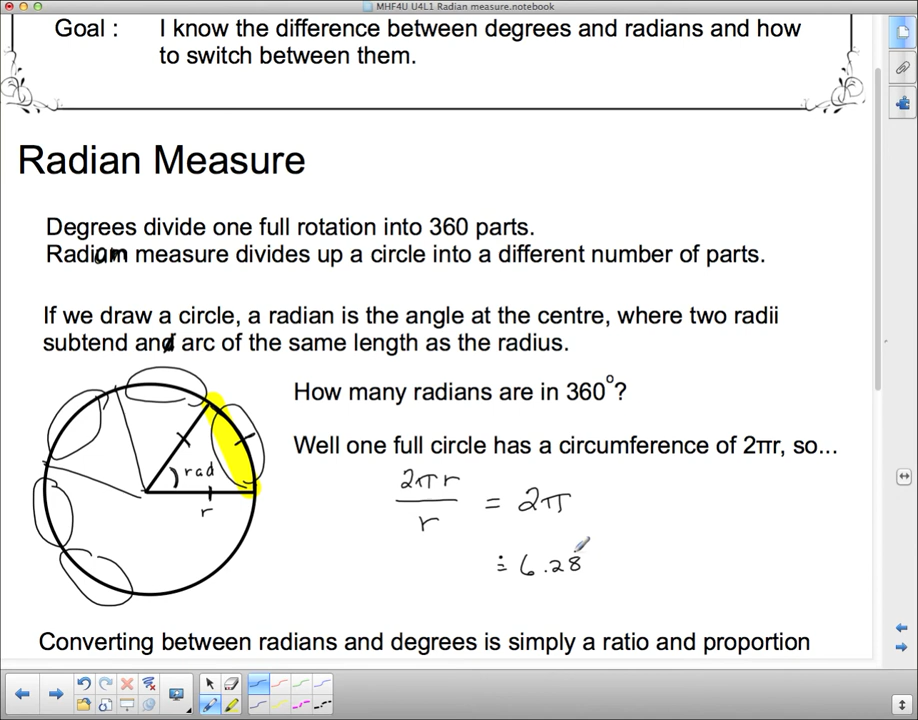 MHF4U U4L1 Radian measure.notebook
Goal : I know the difference between degrees and radians and how
to switch between them.
Radian Measure
Degrees divide one full rotation into 360 parts.
Radian measure divides up a circle into a different number of parts.
If we draw a circle, a radian is the angle at the centre, where two radii
subtend an arc of the same length as the radius.
How many radians are in 360°?
Well one full circle has a circumference of 2πr, so...
rad
r
2πr
r
= 2π
≐ 6.28
Converting between radians and degrees is simply a ratio and proportion